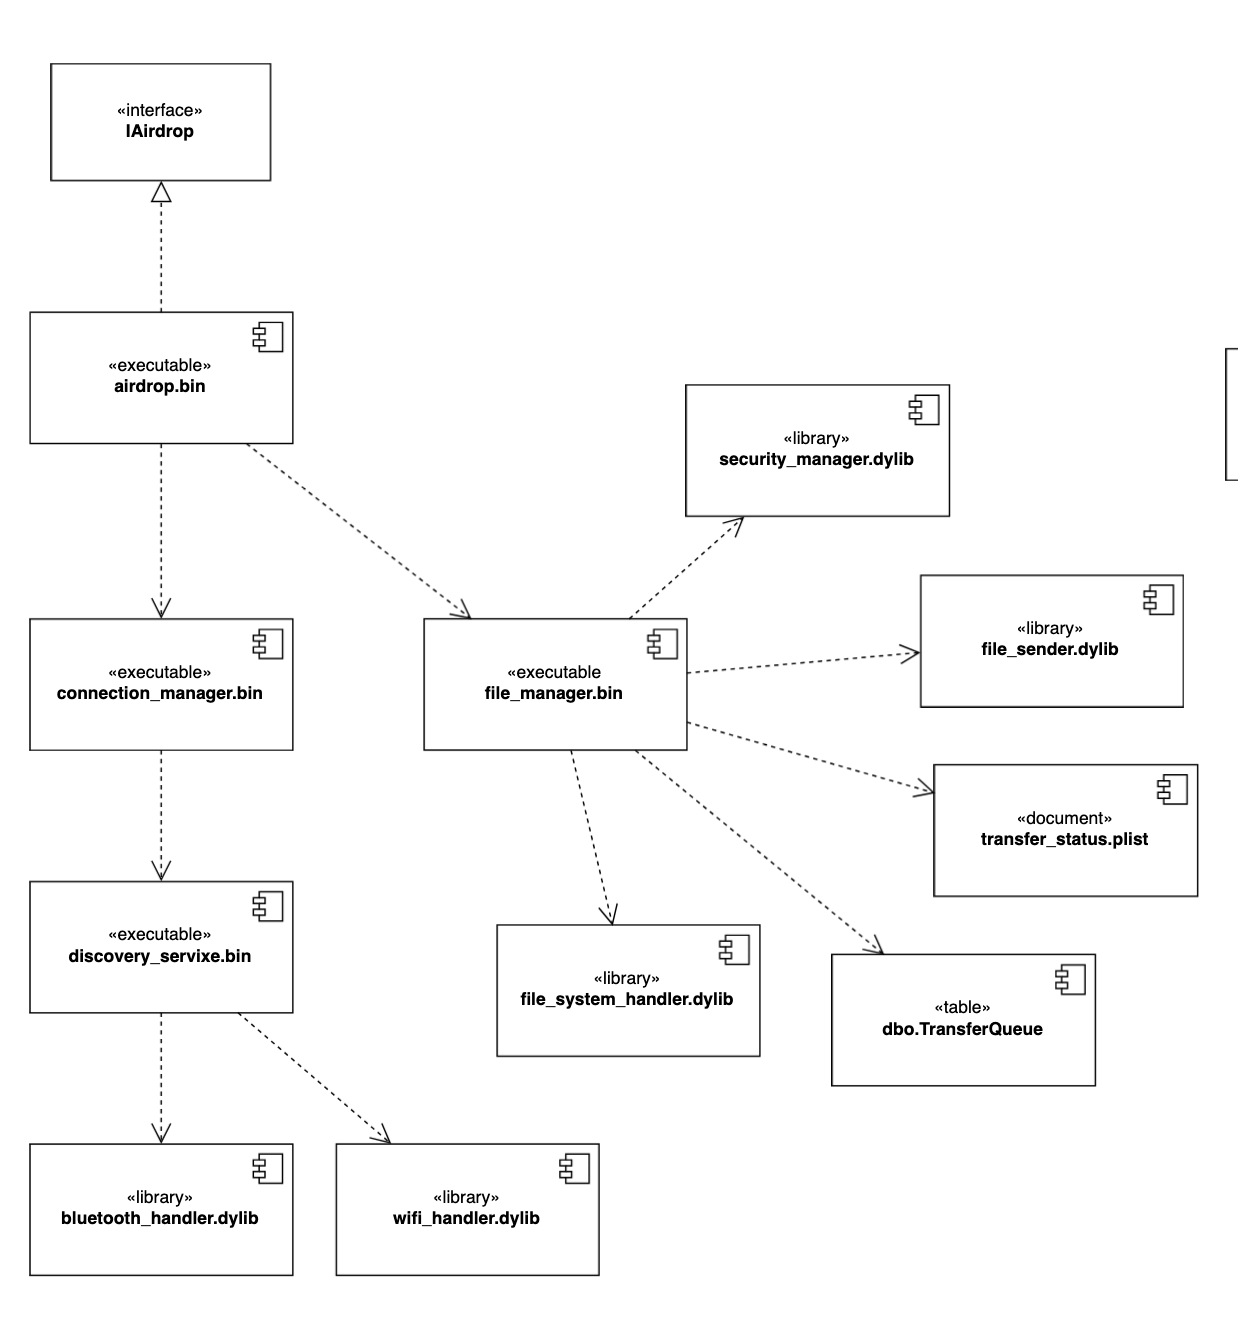 «interface»
IAirdrop
«executable»
airdrop.bin
«library»
security_manager.dylib
«library»
file_sender.dylib
«executable»
connection_manager.bin
«executable
file_manager.bin
«document»
transfer_status.plist
«executable»
discovery_servixe.bin
«library»
file_system_handler.dylib
«table»
dbo.TransferQueue
«library»
bluetooth_handler.dylib
«library»
wifi_handler.dylib